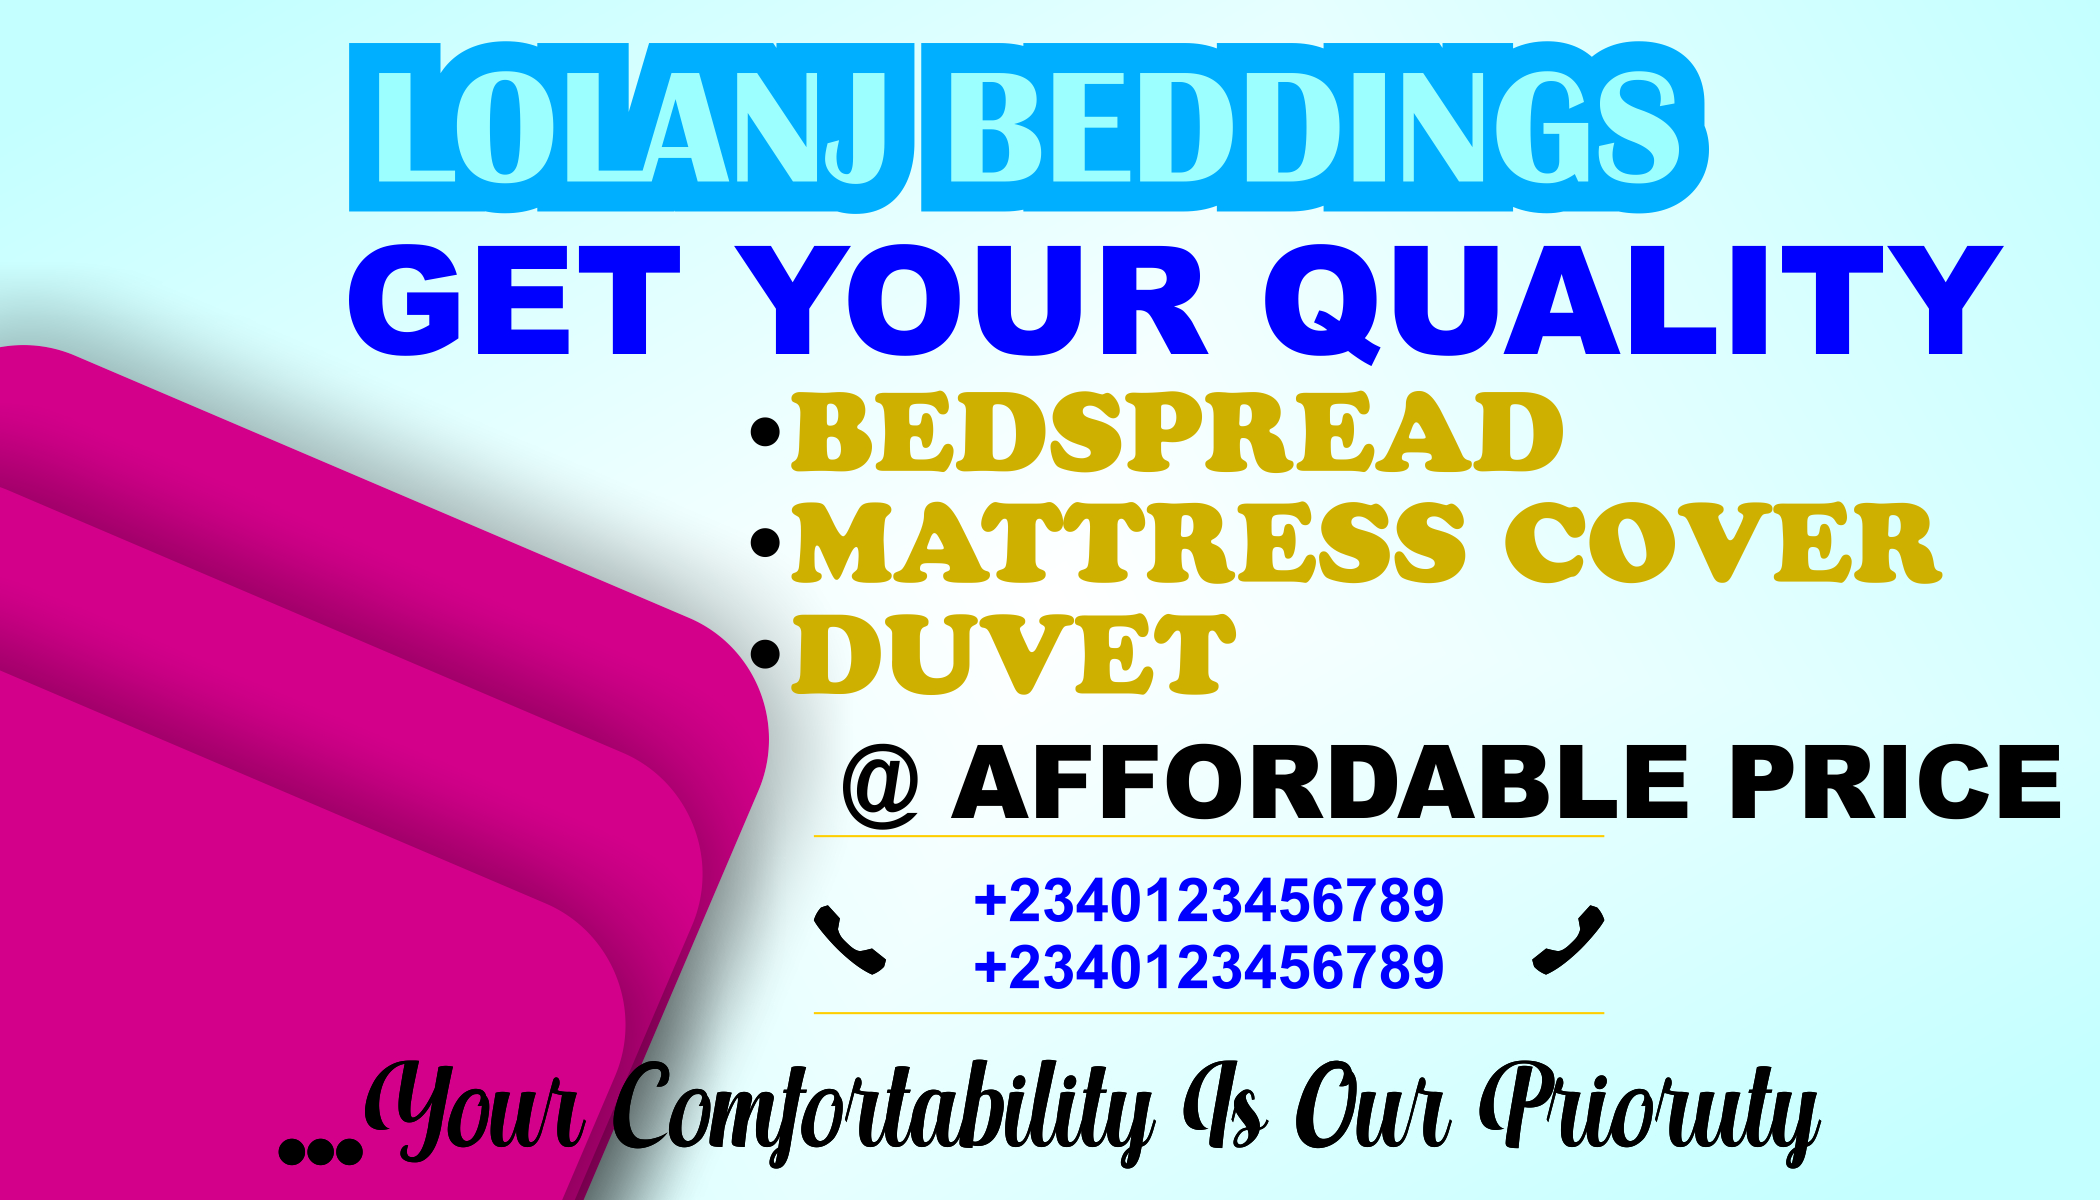 LOLANJ BEDDINGS
GET YOUR QUALITY
•BEDSPREAD
•MATTRESS COVER
•DUVET
@ AFFORDABLE PRICE
+2340123456789
+2340123456789
...Your Comfortability Is Our Prioruty